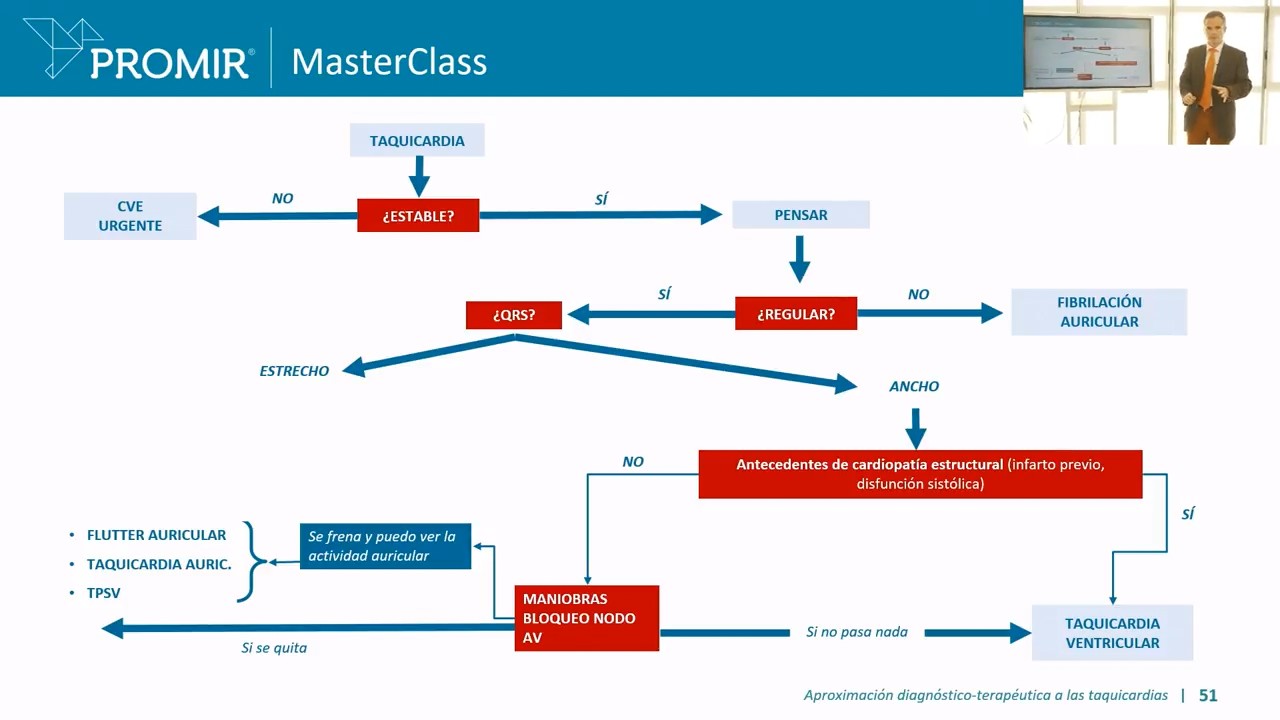 PROMIR®
MasterClass
TAQUICARDIA
CVE
URGENTE
NO
¿ESTABLE?
SÍ
PENSAR
¿QRS?
SÍ
¿REGULAR?
NO
FIBRILACIÓN
AURICULAR
ESTRECHO
ANCHO
NO
Antecedentes de cardiopatía estructural (infarto previo,
disfunción sistólica)
SÍ
• FLUTTER AURICULAR
• TAQUICARDIA AURIC.
• TPSV
Se frena y puedo ver la
actividad auricular
MANIOBRAS
BLOQUEO NODO
AV
Si se quita
Si no pasa nada
TAQUICARDIA
VENTRICULAR
Aproximación diagnóstico-terapéutica a las taquicardias | 51